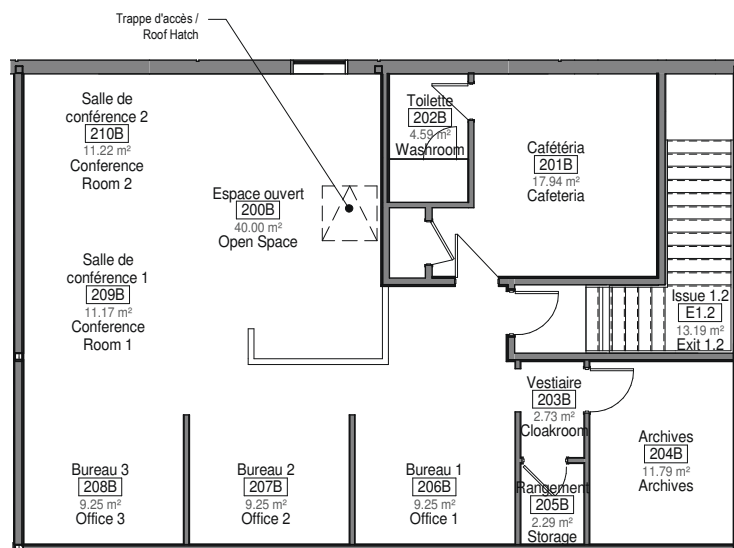 Trappe d'accès /
Roof Hatch
Salle de
conférence 2
210B
11.22 m²
Conference
Room 2
Toilette
202B
4.59 m²
Washroom
Cafétéria
201B
17.94 m²
Cafeteria
Espace ouvert
200B
40.00 m²
Open Space
Salle de
conférence 1
209B
11.17 m²
Conference
Room 1
Issue 1.2
E1.2
13.19 m²
Exit 1.2
Vestiaire
203B
2.73 m²
Cloakroom
Archives
204B
11.79 m²
Archives
Bureau 3
208B
9.25 m²
Office 3
Bureau 2
207B
9.25 m²
Office 2
Bureau 1
206B
9.25 m²
Office 1
Rangement
205B
2.29 m²
Storage